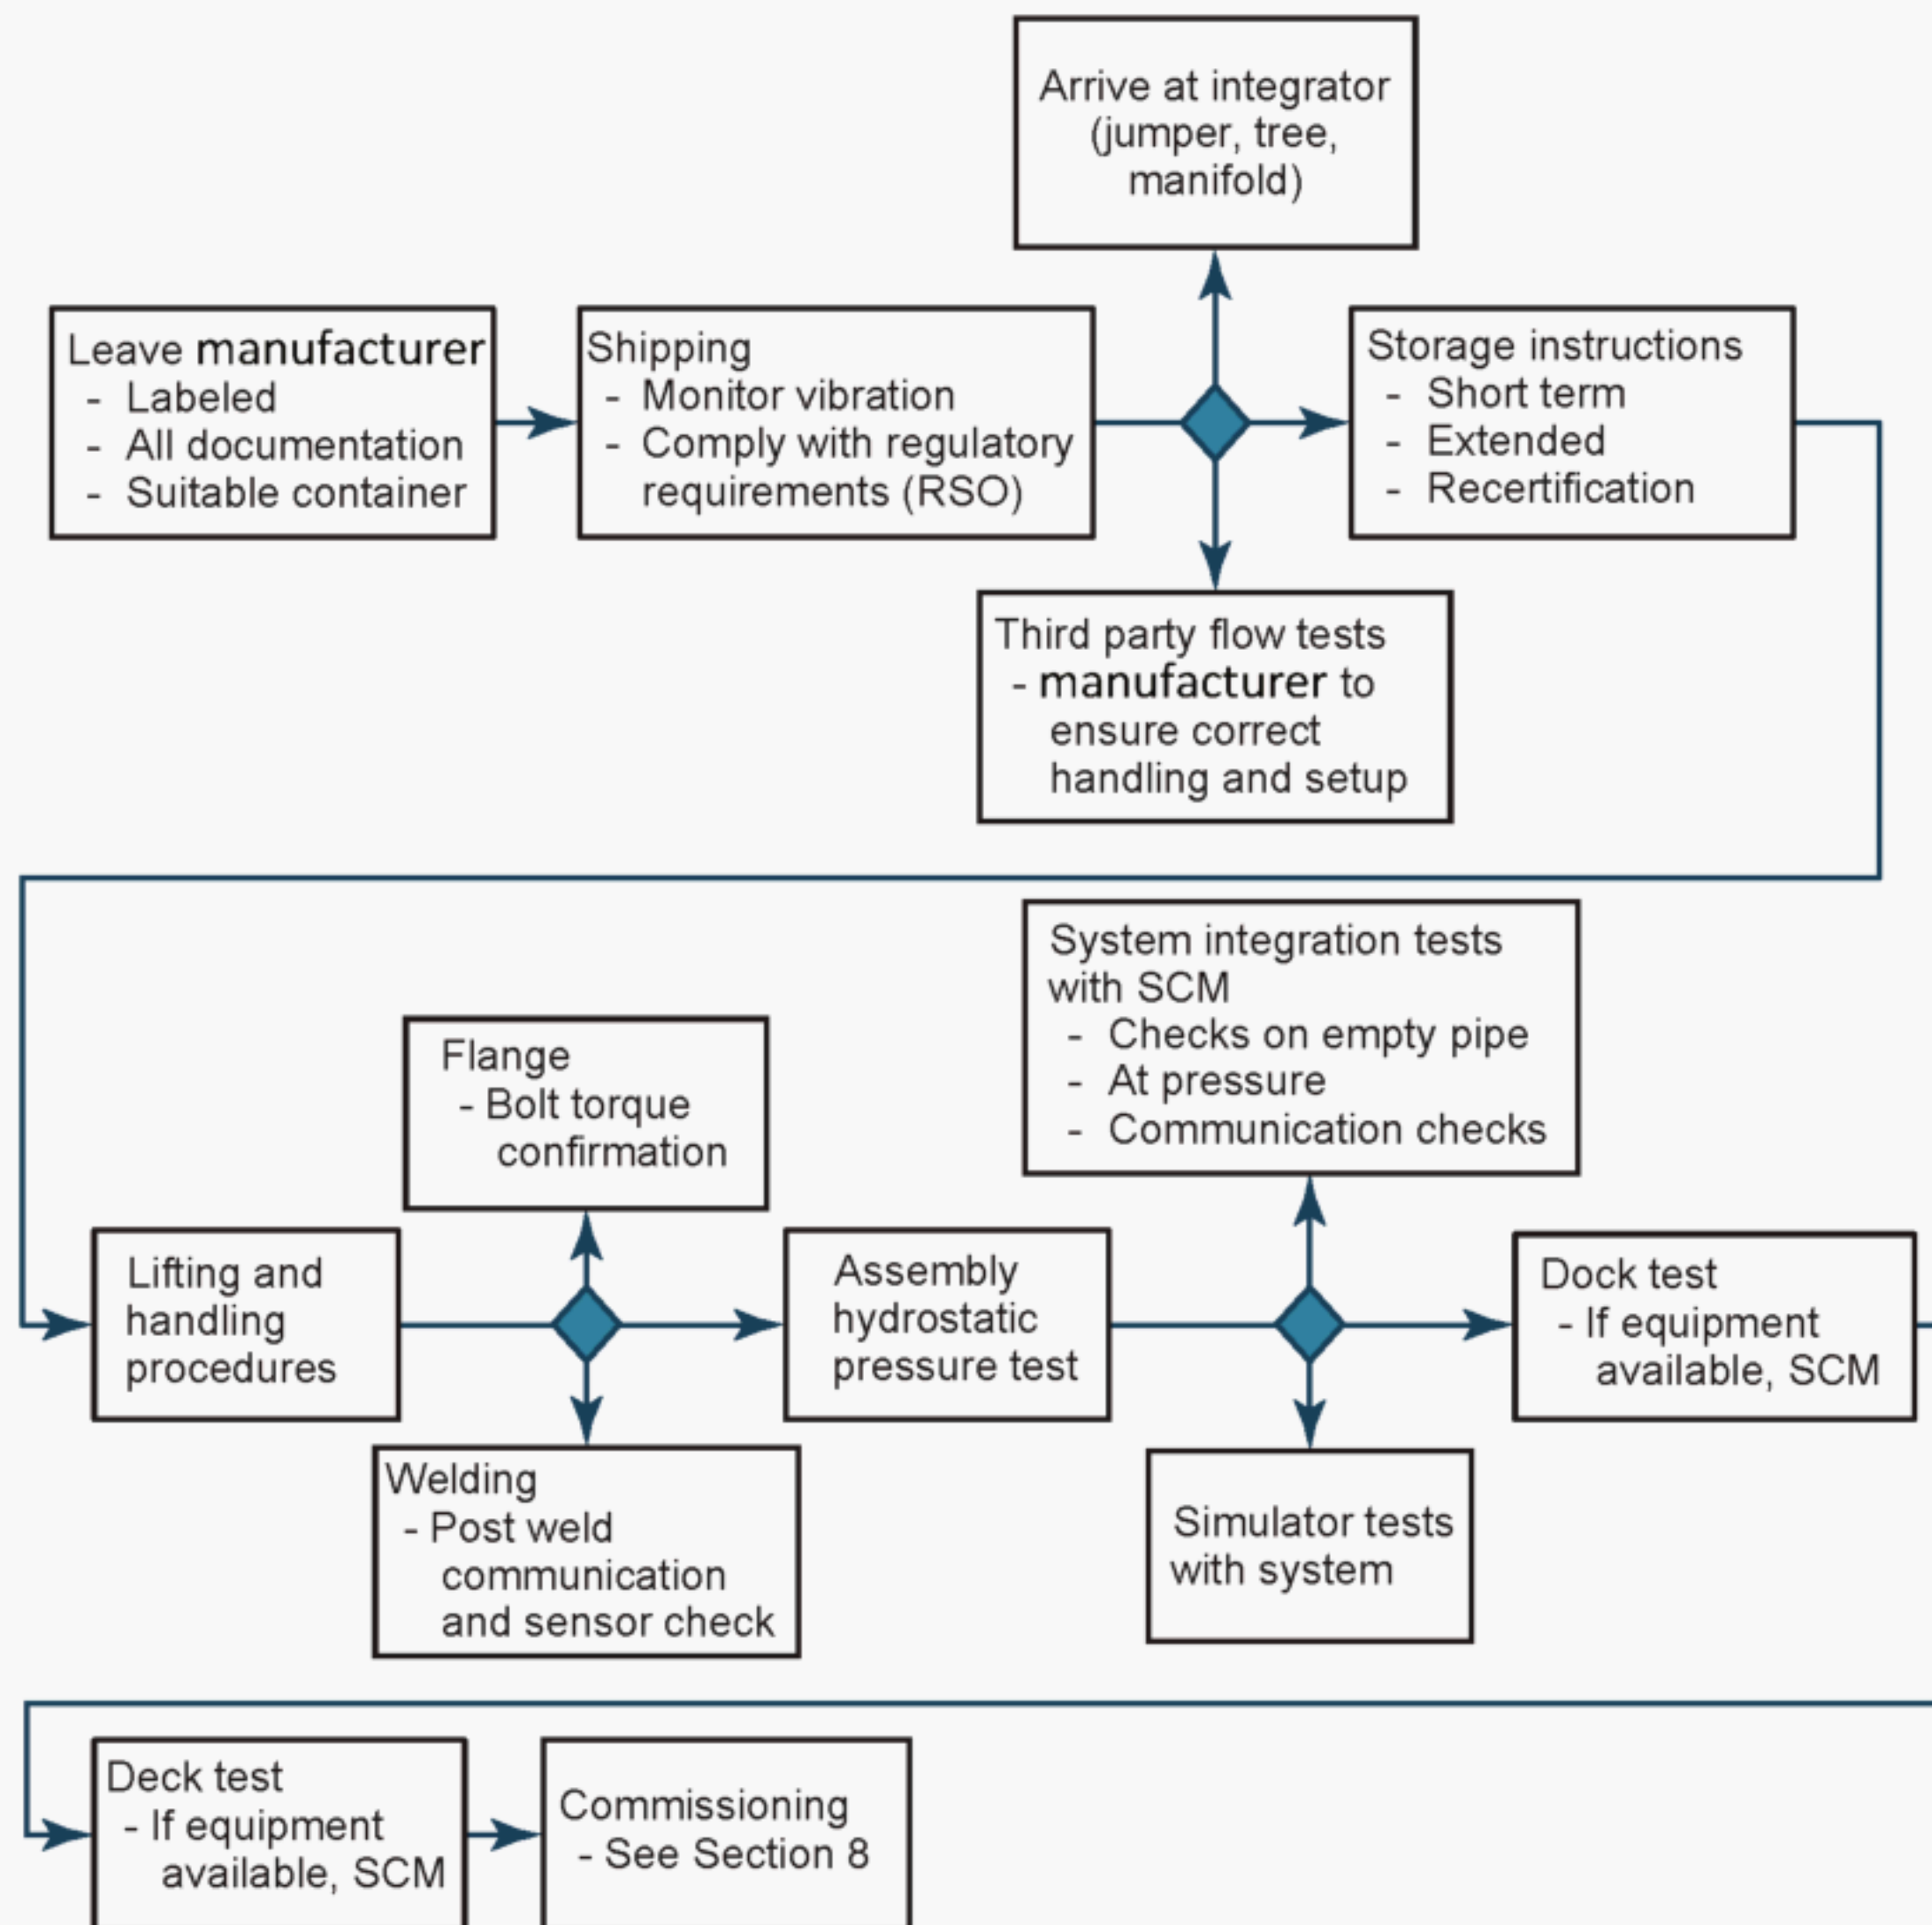 Arrive at integrator
(jumper, tree,
manifold)
Leave manufacturer
- Labeled
- All documentation
- Suitable container
Shipping
- Monitor vibration
- Comply with regulatory
requirements (RSO)
Storage instructions
- Short term
- Extended
- Recertification
Third party flow tests
- manufacturer to
ensure correct
handling and setup
System integration tests
with SCM
- Checks on empty pipe
- At pressure
- Communication checks
Flange
- Bolt torque
confirmation
Lifting and
handling
procedures
Assembly
hydrostatic
pressure test
Dock test
- If equipment
available, SCM
Welding
- Post weld
communication
and sensor check
Simulator tests
with system
Deck test
- If equipment
available, SCM
Commissioning
- See Section 8